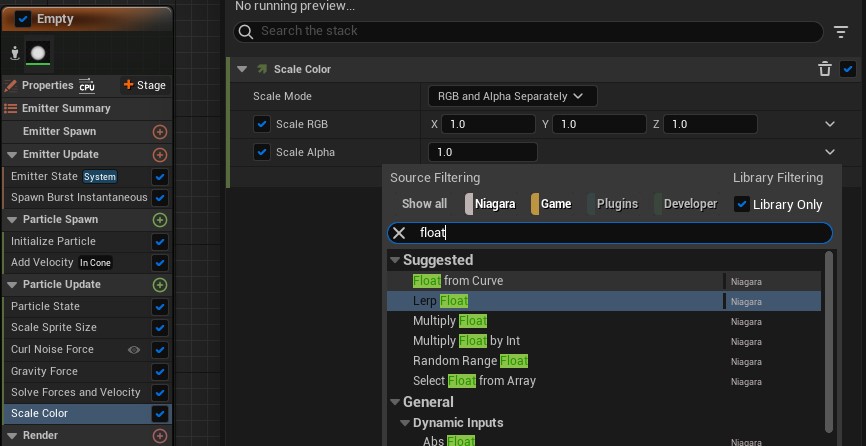 Empty
Properties CPU + Stage
Emitter Summary
Emitter Spawn
Emitter Update
Emitter State System
Spawn Burst Instantaneous
Particle Spawn
Initialize Particle
Add Velocity In Cone
Particle Update
Particle State
Scale Sprite Size
Curl Noise Force
Gravity Force
Solve Forces and Velocity
Scale Color
Render
No running preview...
Search the stack
Scale Color
Scale Mode RGB and Alpha Separately
Scale RGB X 1.0 Y 1.0 Z 1.0
Scale Alpha 1.0
Source Filtering Library Filtering
Show all Niagara Game Plugins Developer Library Only
float
Suggested
Float from Curve Niagara
Lerp Float Niagara
Multiply Float Niagara
Multiply Float by Int Niagara
Random Range Float Niagara
Select Float from Array Niagara
General
Dynamic Inputs
Abs Float Niagara